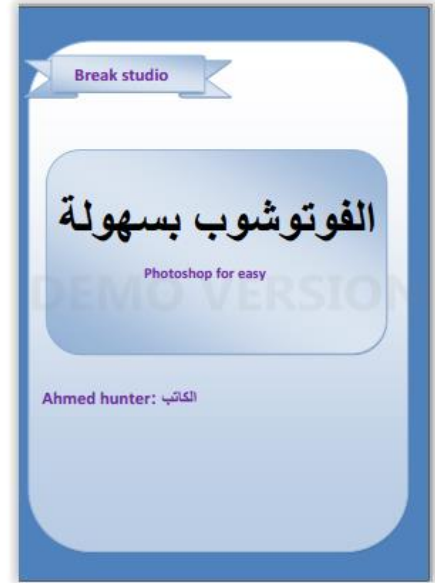 Break studio
الفوتوشوب بسهولة
Photoshop for easy
DEMO VERSION
Ahmed hunter: الكاتب